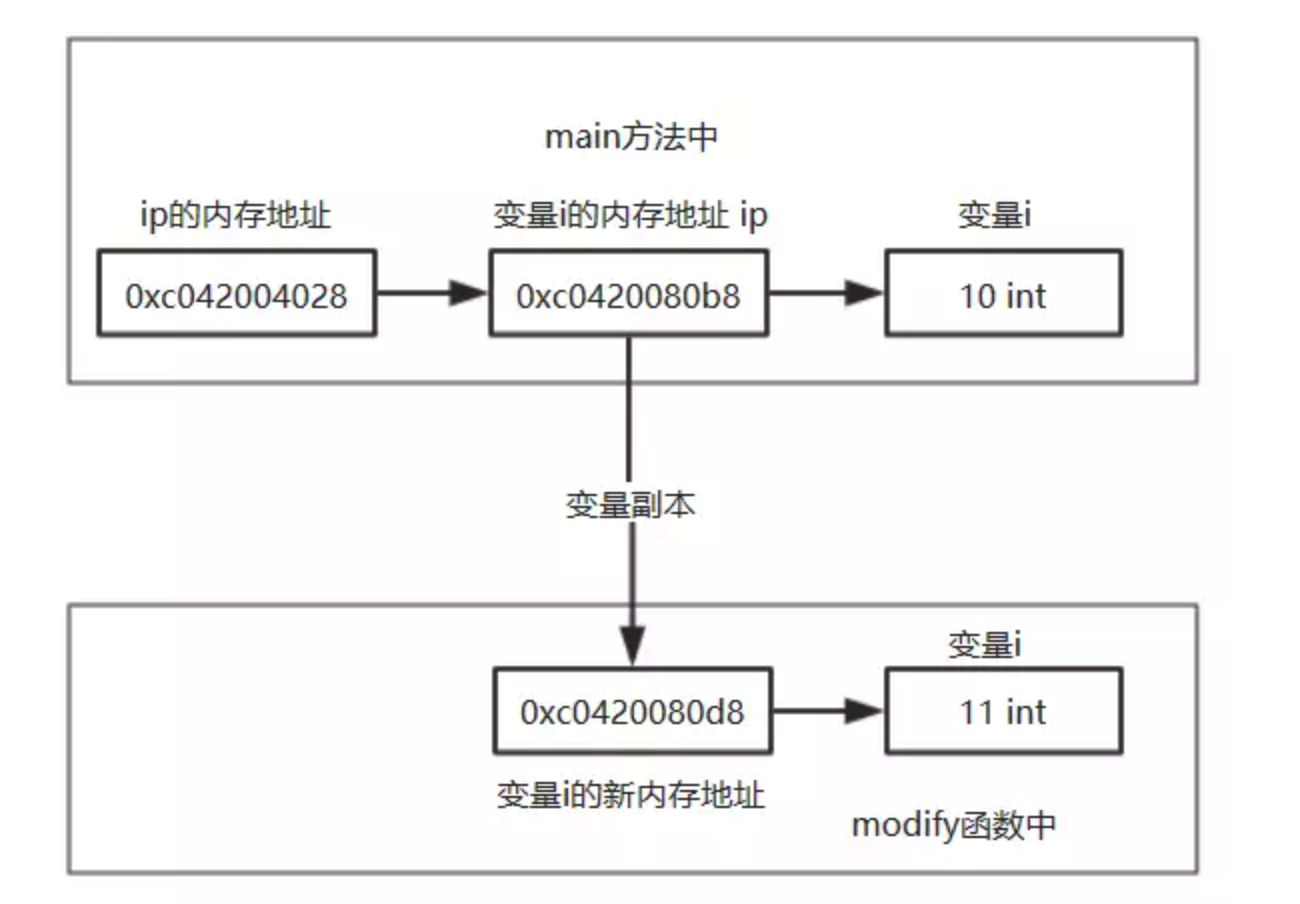 main方法中
ip的内存地址
变量i的内存地址 ip
变量i
0xc042004028
0xc0420080b8
10 int
变量副本
变量i
0xc0420080d8
11 int
变量i的新内存地址
modify函数中